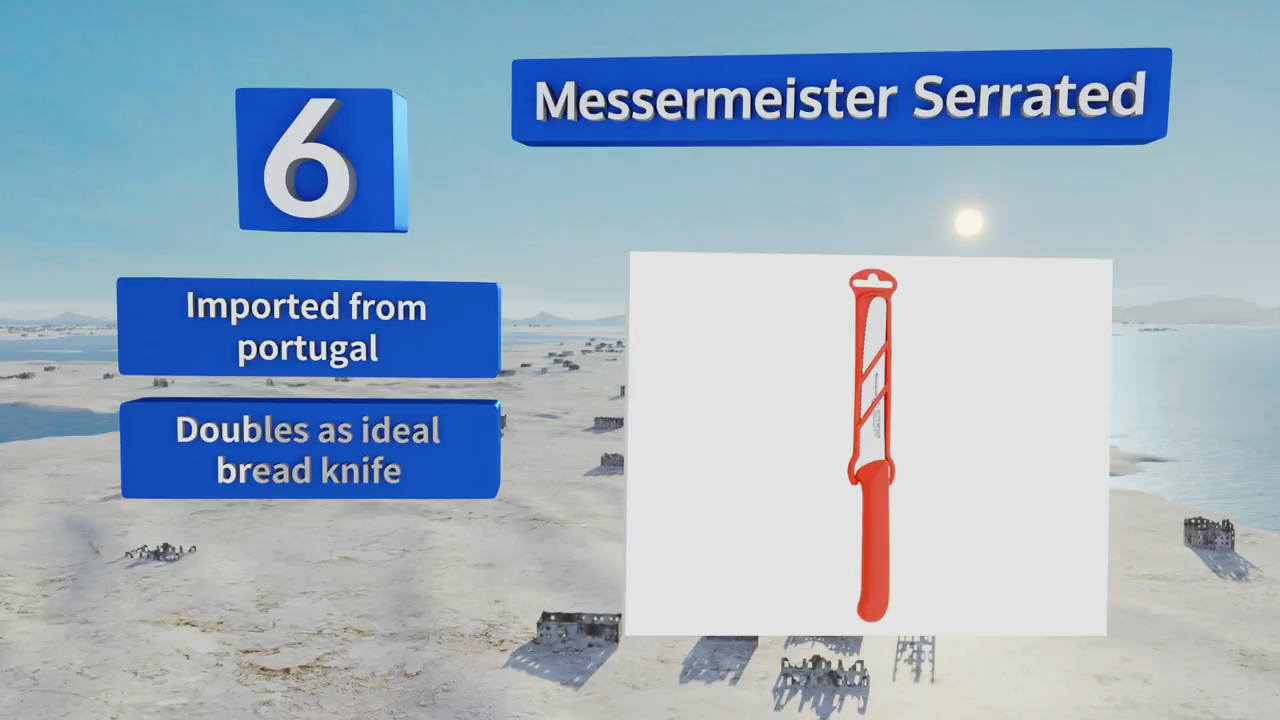 6
Messermeister Serrated
Imported from
portugal
Doubles as ideal
bread knife